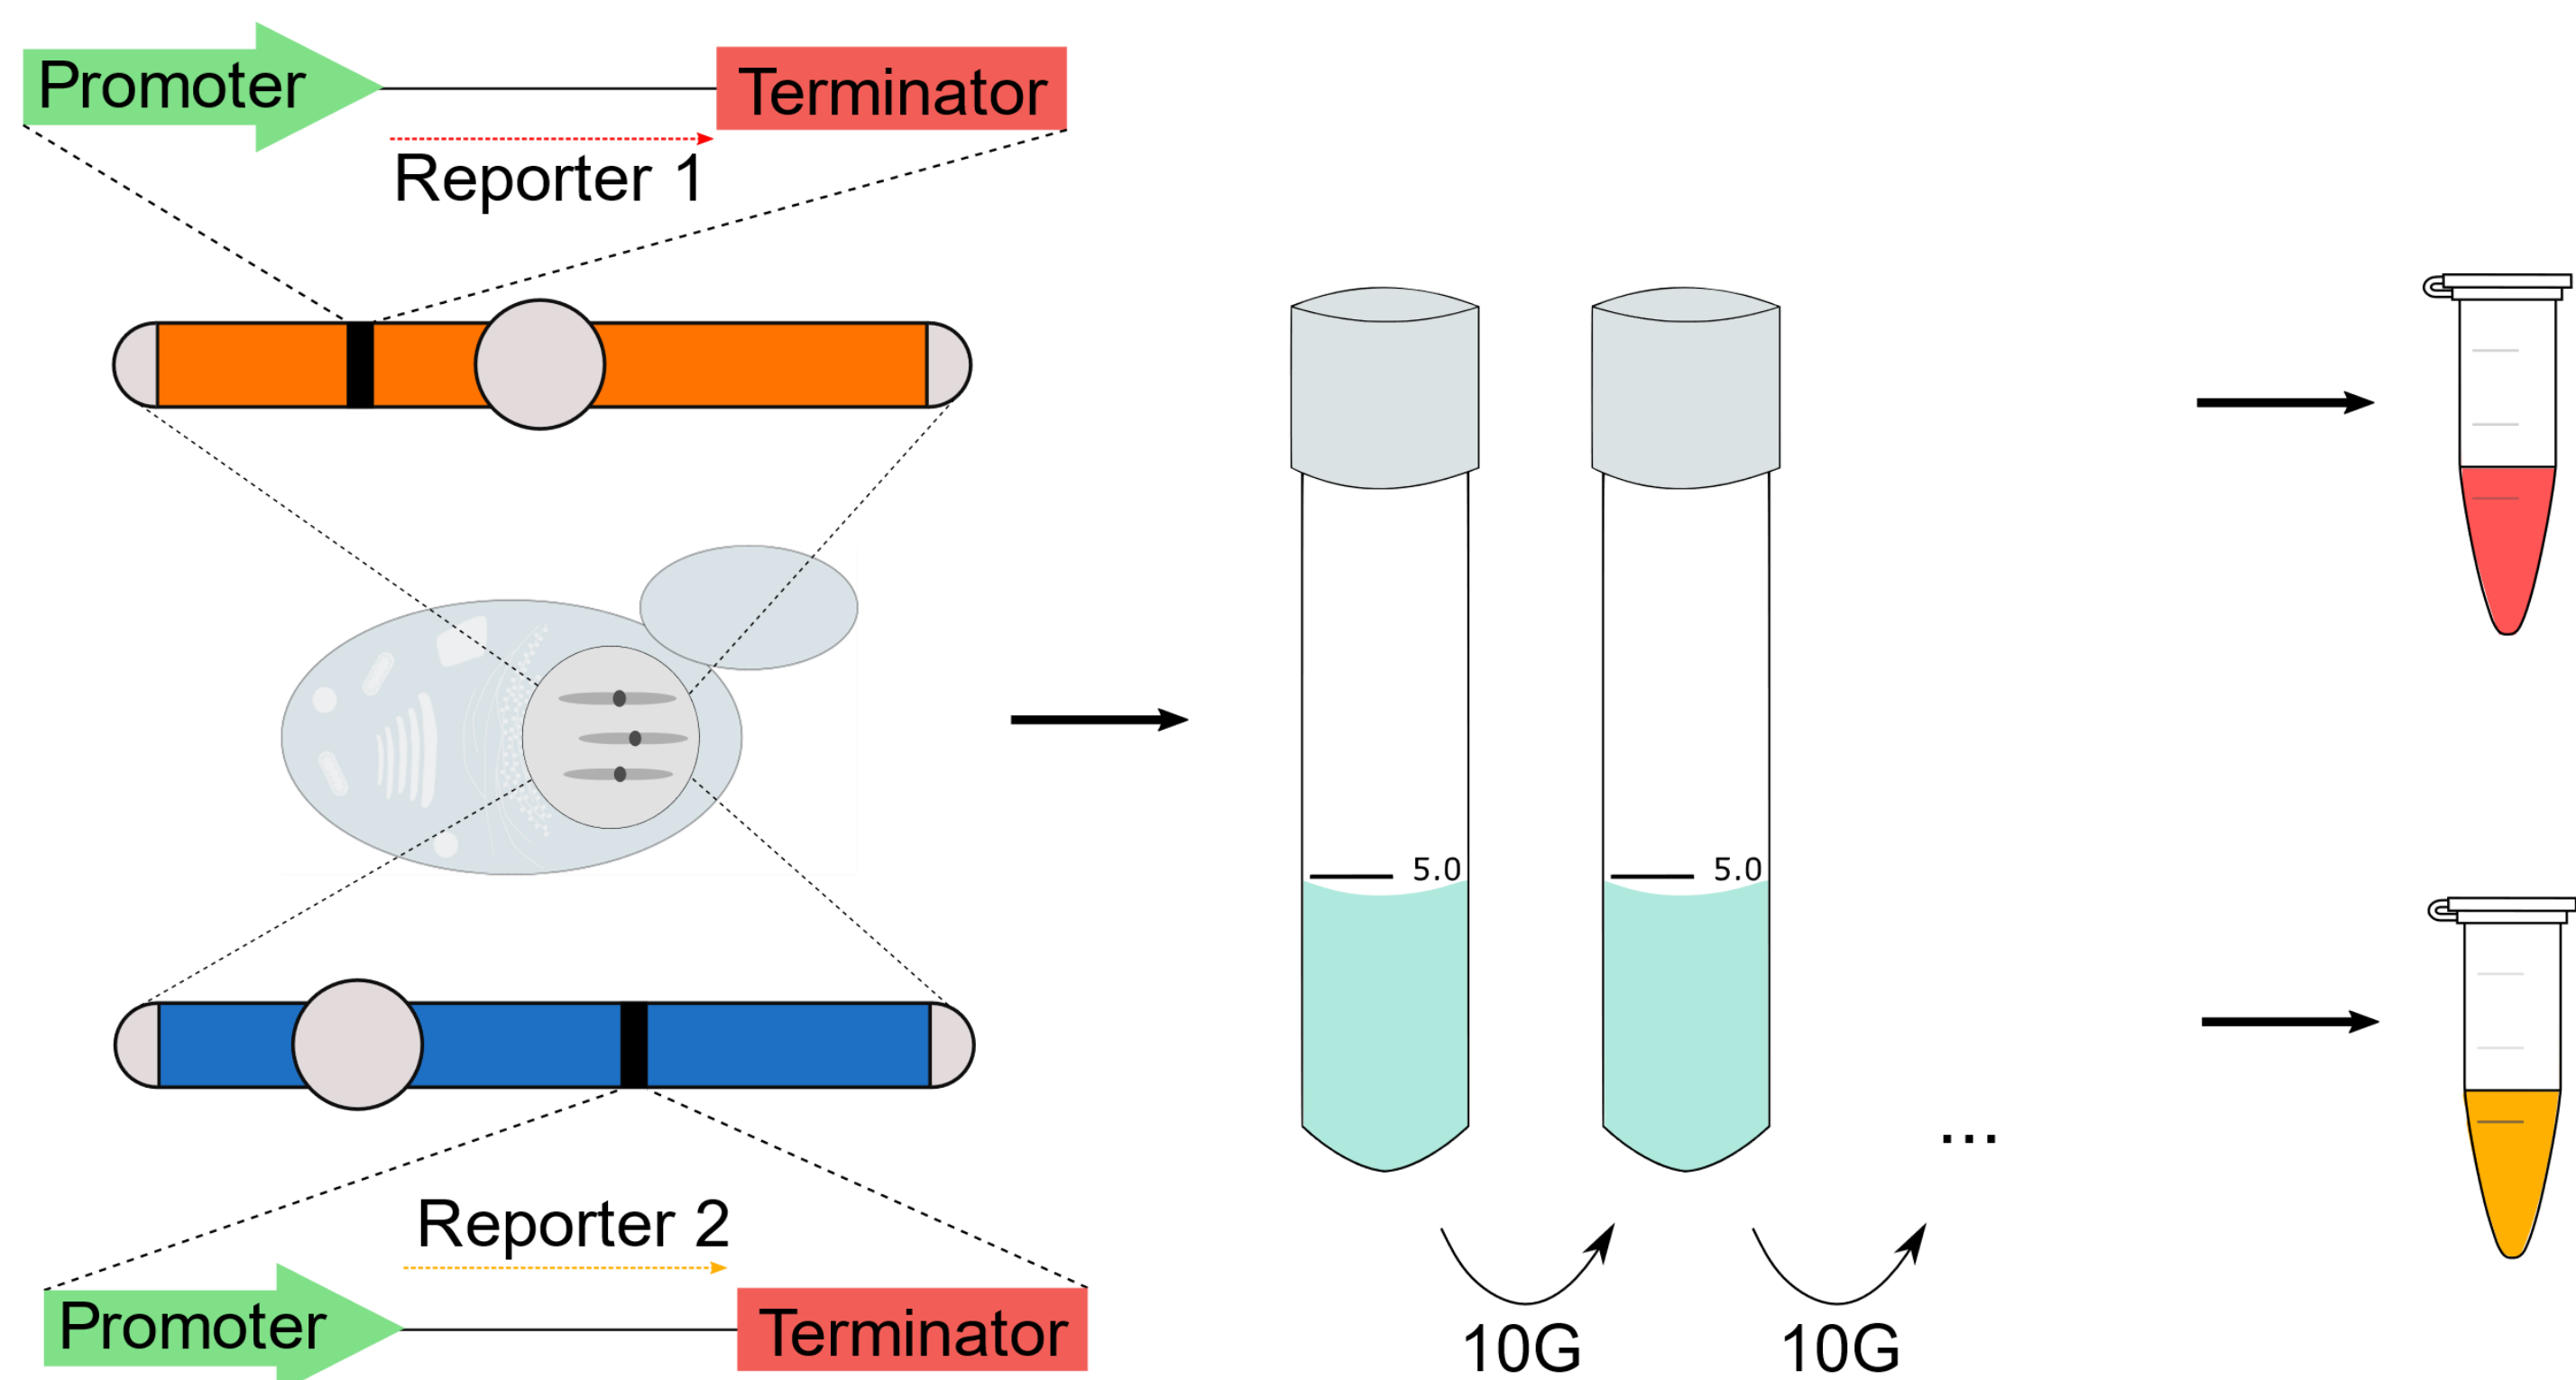 Promoter
Terminator
Reporter 1
5.0
5.0
...
Reporter 2
Promoter
Terminator
10G
10G